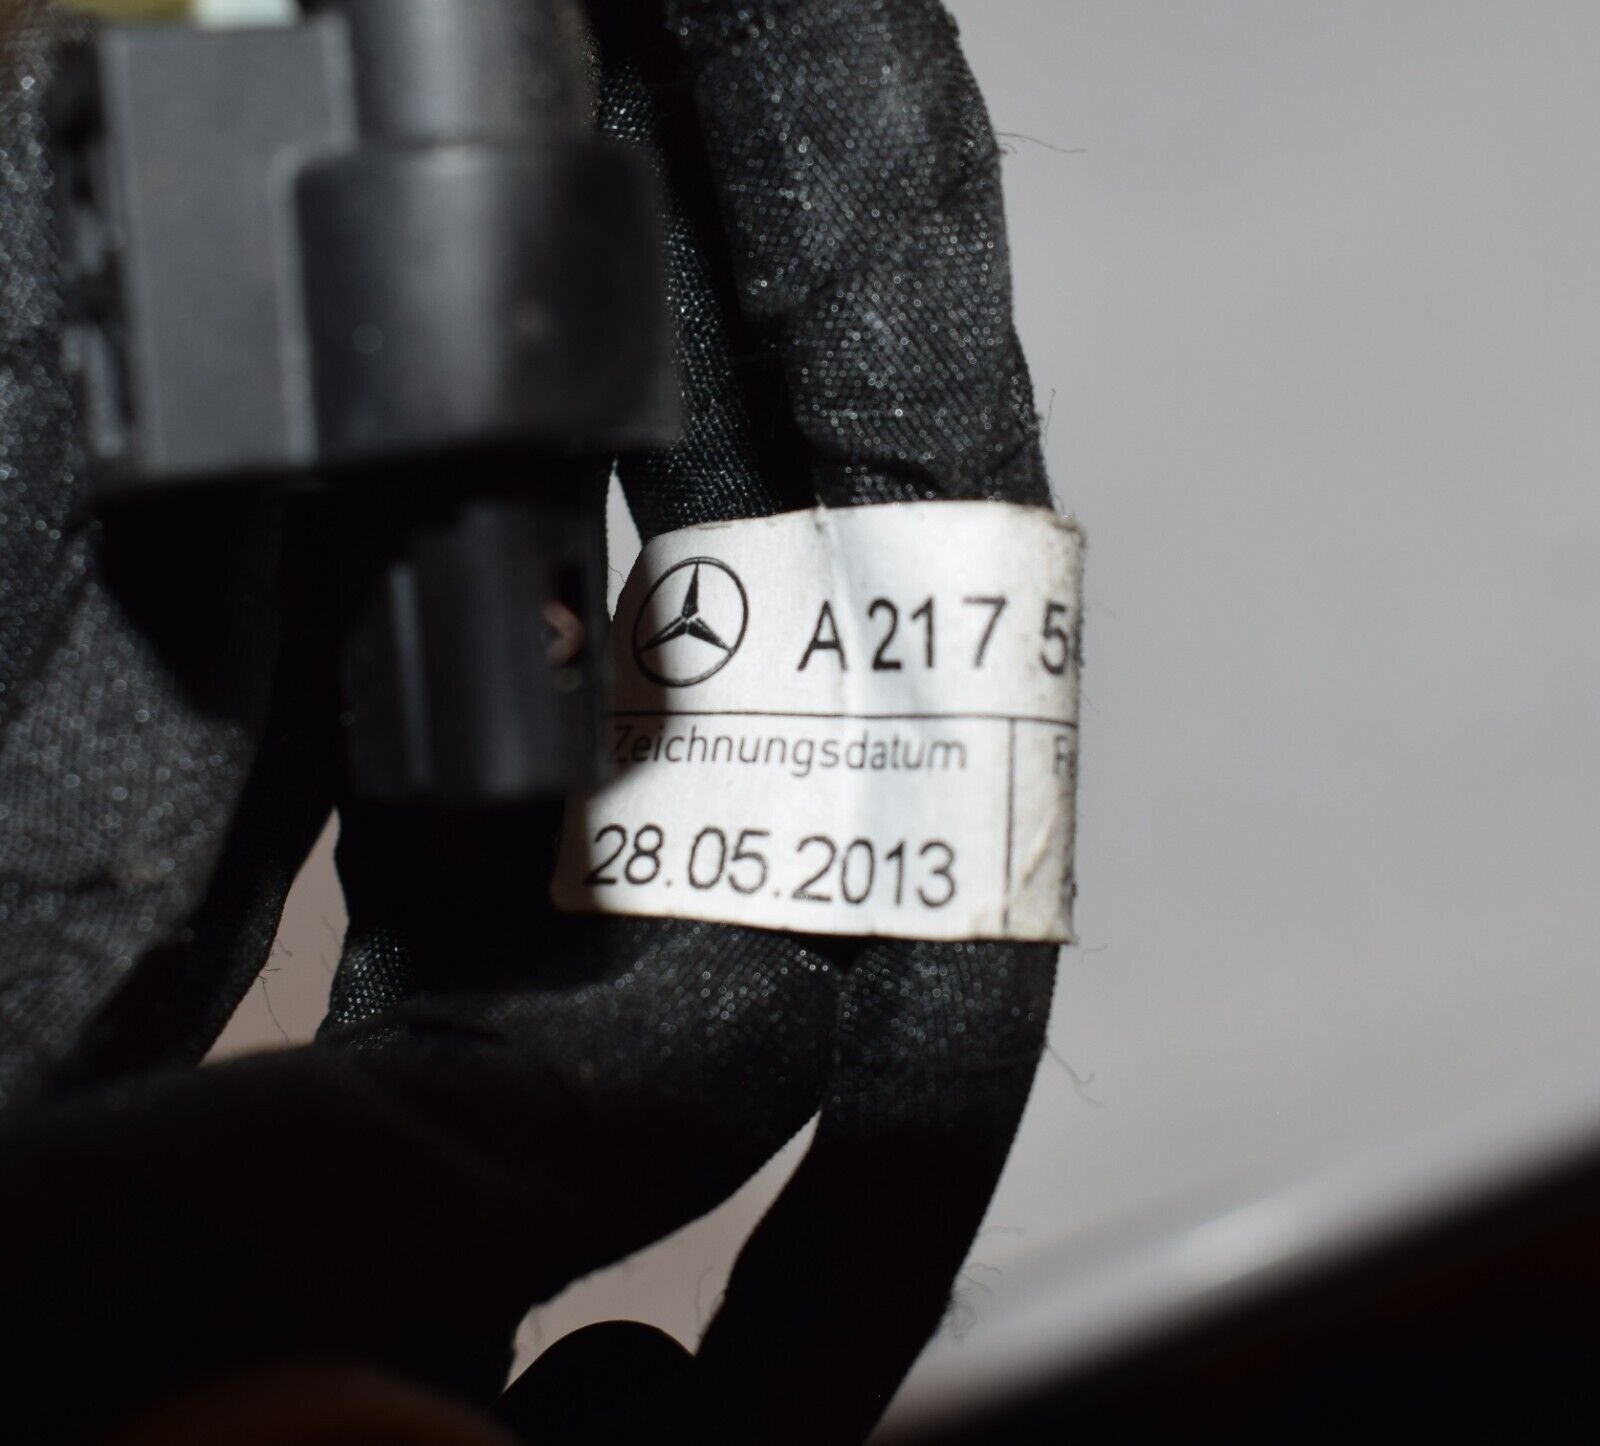 A 217 5
Zeichnungsdatum
28.05.2013